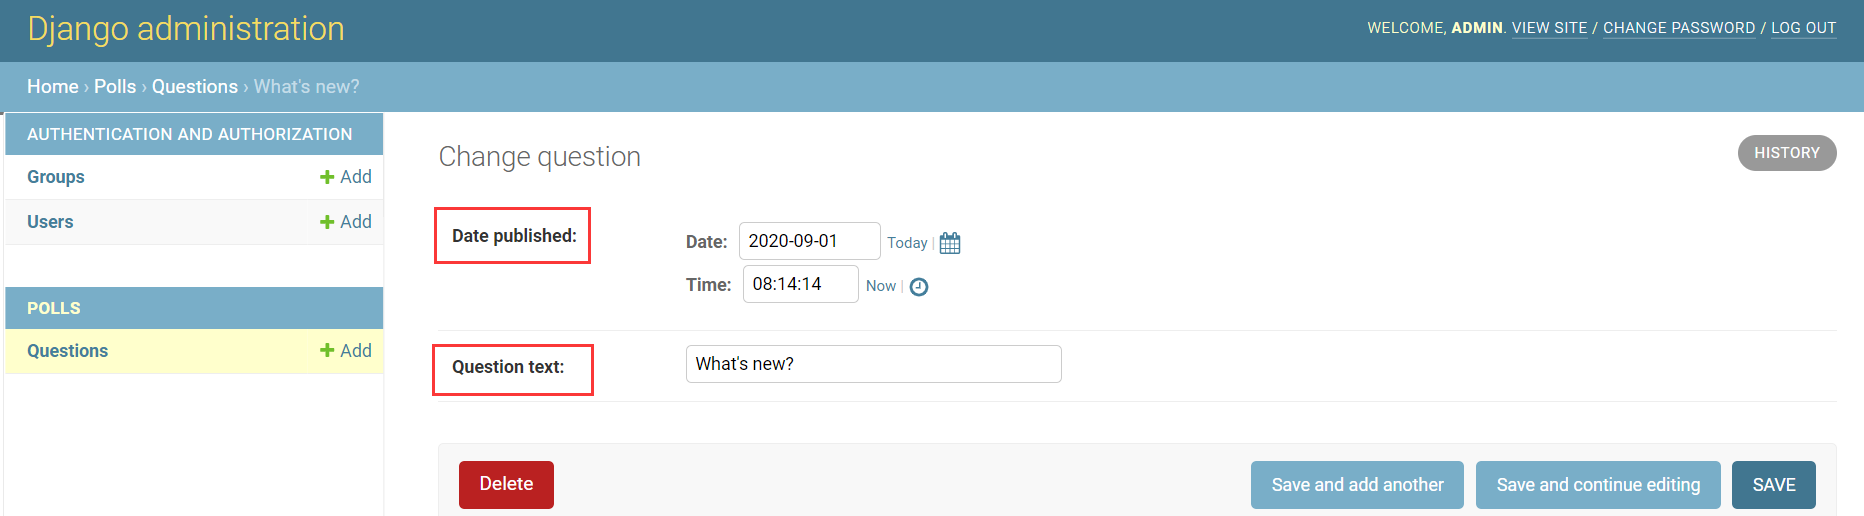 Django administration
WELCOME, ADMIN. VIEW SITE / CHANGE PASSWORD / LOG OUT
Home › Polls › Questions › What's new?
AUTHENTICATION AND AUTHORIZATION
Groups Add
Users Add
POLLS
Questions Add
Change question
HISTORY
Date published:
Date: 2020-09-01 Today |
Time: 08:14:14 Now |
Question text: What's new?
Delete Save and add another Save and continue editing SAVE